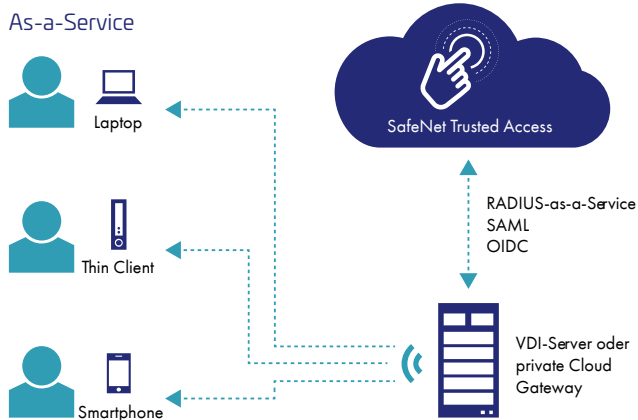 As-a-Service
Laptop
SafeNet Trusted Access
RADIUS-as-a-Service
SAML
OIDC
Thin Client
VDI-Server oder
private Cloud
Gateway
Smartphone